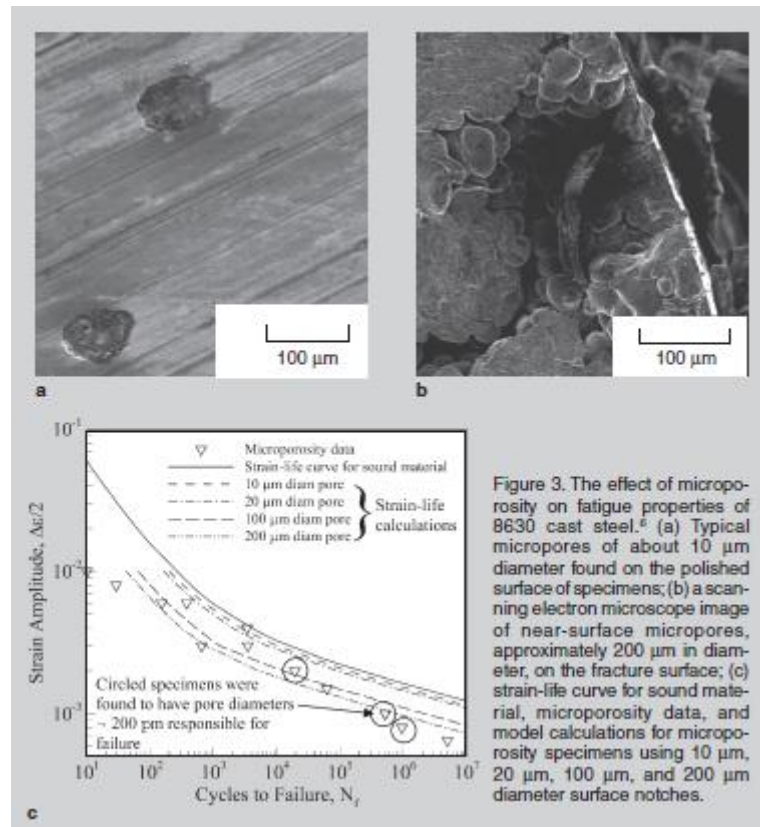 100 μm
100 μm
a
b
10-1
10-2
10-3
Strain Amplitude, Δε/2
Microporosity data
Strain-life curve for sound material
10 μm diam pore
20 μm diam pore
100 μm diam pore
200 μm diam pore
Strain-life
calculations
Circled specimens were
found to have pore diameters
~ 200 pm responsible for
failure
101 102 103 104 105 106 107
Cycles to Failure, Nf
c
Figure 3. The effect of micropo-
rosity on fatigue properties of
8630 cast steel.6 (a) Typical
micropores of about 10 μm
diameter found on the polished
surface of specimens; (b) a scan-
ning electron microscope image
of near-surface micropores,
approximately 200 μm in diam-
eter, on the fracture surface; (c)
strain-life curve for sound mate-
rial, microporosity data, and
model calculations for micropo-
rosity specimens using 10 μm,
20 μm, 100 μm, and 200 μm
diameter surface notches.